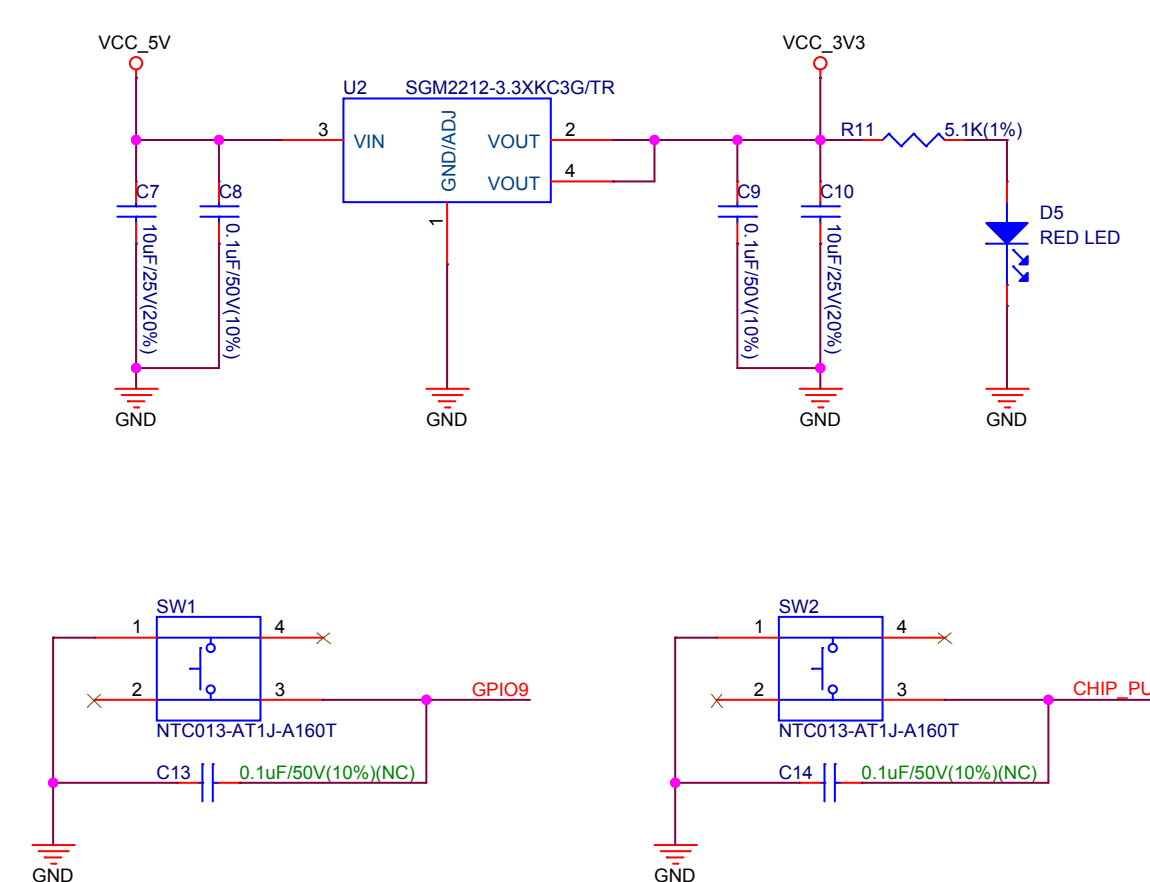 VCC_5V
VCC_3V3
U2
SGM2212-3.3XKC3G/TR
3
VIN
GND/ADJ
VOUT
2
VOUT
4
1
R11
5.1K(1%)
C7
10uF/25V(20%)
C8
0.1uF/50V(10%)
C9
0.1uF/50V(10%)
C10
10uF/25V(20%)
D5
RED LED
GND
GND
GND
GND
SW1
1
4
2
3
GPIO9
NTC013-AT1J-A160T
C13
0.1uF/50V(10%)(NC)
GND
SW2
1
4
2
3
CHIP_PU
NTC013-AT1J-A160T
C14
0.1uF/50V(10%)(NC)
GND